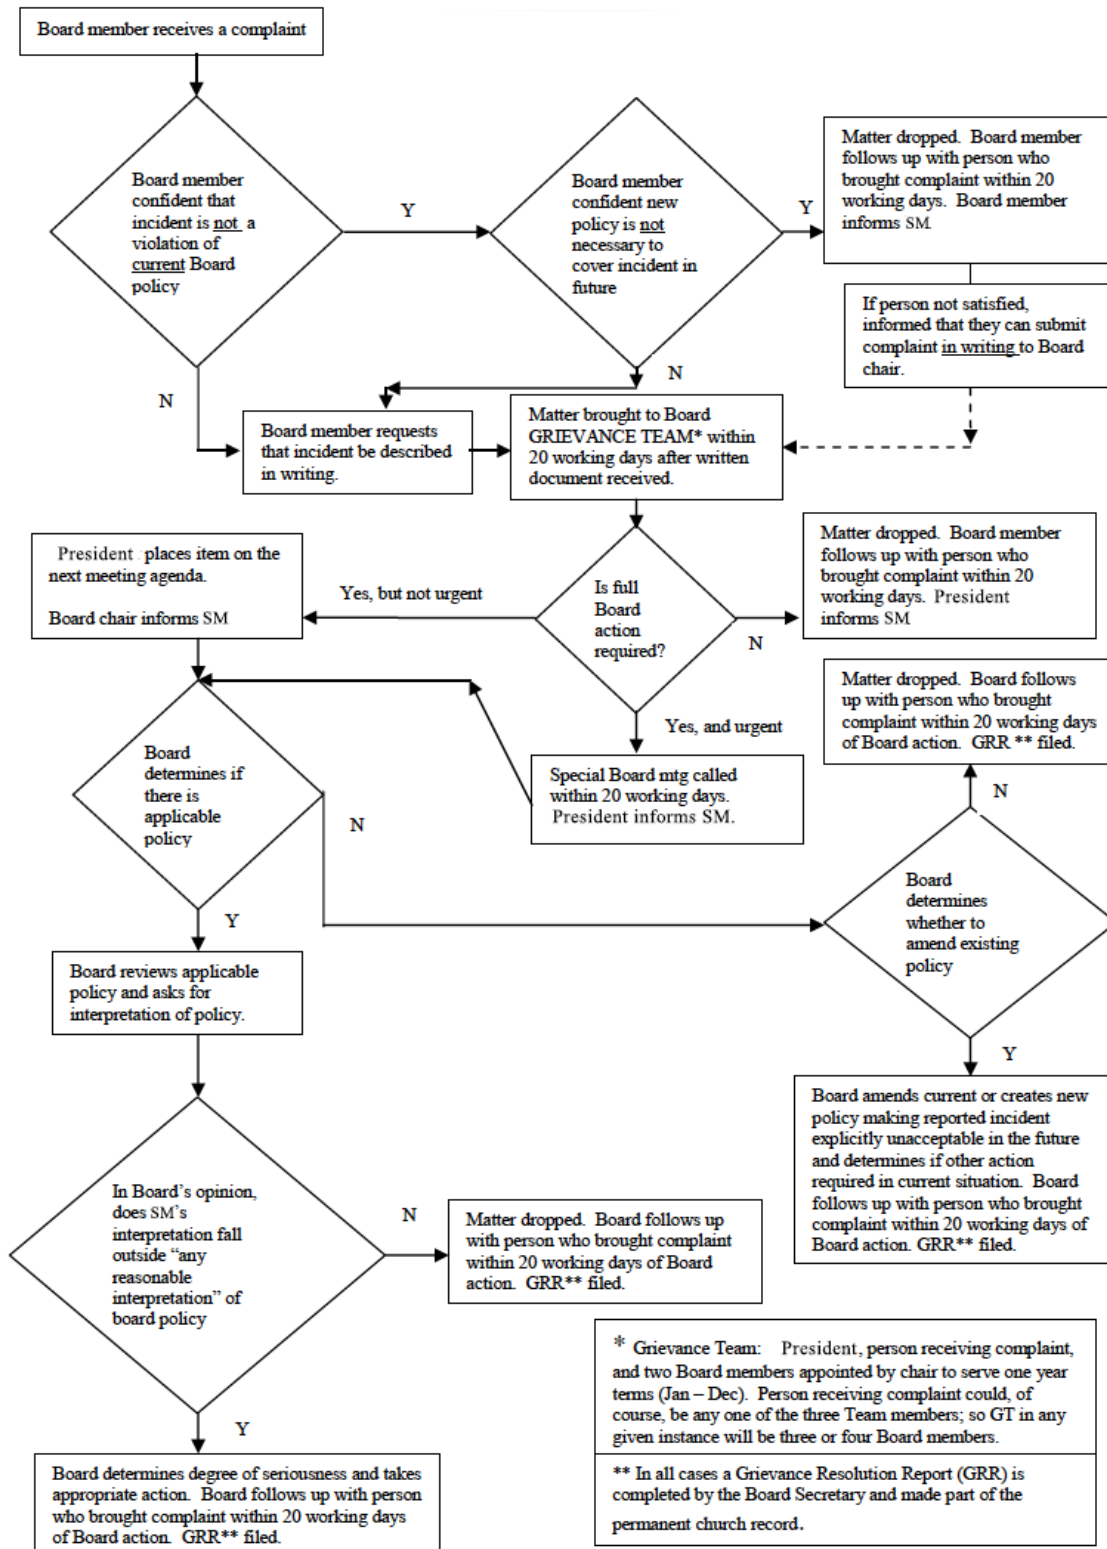 Board member receives a complaint
Board member
confident that
incident is not a
violation of
current Board
policy
Y
Board member
confident new
policy is not
necessary to
cover incident in
future
Y
Matter dropped. Board member
follows up with person who
brought complaint within 20
working days. Board member
informs SM
If person not satisfied,
informed that they can submit
complaint in writing to Board
chair.
N
N
Board member requests
that incident be described
in writing.
Matter brought to Board
GRIEVANCE TEAM* within
20 working days after written
document received.
President places item on the
next meeting agenda.
Board chair informs SM
Yes, but not urgent
Is full
Board
action
required?
N
Matter dropped. Board member
follows up with person who
brought complaint within 20
working days. President
informs SM
Yes, and urgent
Special Board mtg called
within 20 working days.
President informs SM.
Matter dropped. Board follows
up with person who brought
complaint within 20 working days
of Board action. GRR ** filed.
N
Board
determines if
there is
applicable
policy
N
Board
determines
whether to
amend existing
policy
Y
Y
Board reviews applicable
policy and asks for
interpretation of policy.
Board amends current or creates new
policy making reported incident
explicitly unacceptable in the future
and determines if other action
required in current situation. Board
follows up with person who brought
complaint within 20 working days of
Board action. GRR** filed.
In Board's opinion,
does SM's
interpretation fall
outside “any
reasonable
interpretation” of
board policy
N
Matter dropped. Board follows up
with person who brought complaint
within 20 working days of Board
action. GRR** filed.
Y
Board determines degree of seriousness and takes
appropriate action. Board follows up with person
who brought complaint within 20 working days
of Board action. GRR** filed.
* Grievance Team: President, person receiving complaint,
and two Board members appointed by chair to serve one year
terms (Jan – Dec). Person receiving complaint could, of
course, be any one of the three Team members; so GT in any
given instance will be three or four Board members.
** In all cases a Grievance Resolution Report (GRR) is
completed by the Board Secretary and made part of the
permanent church record.